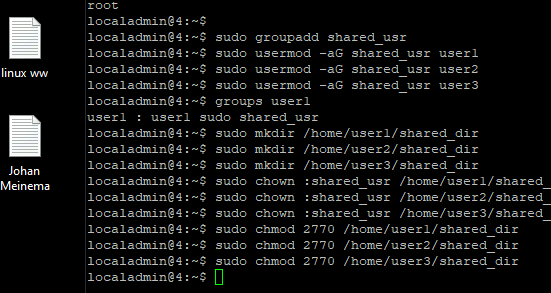 root
localadmin@4:~$
localadmin@4:~$ sudo groupadd shared_usr
localadmin@4:~$ sudo usermod -aG shared_usr user1
localadmin@4:~$ sudo usermod -aG shared_usr user2
localadmin@4:~$ sudo usermod -aG shared_usr user3
localadmin@4:~$ groups user1
user1 : user1 sudo shared_usr
localadmin@4:~$ sudo mkdir /home/user1/shared_dir
localadmin@4:~$ sudo mkdir /home/user2/shared_dir
localadmin@4:~$ sudo mkdir /home/user3/shared_dir
localadmin@4:~$ sudo chown :shared_usr /home/user1/shared_
localadmin@4:~$ sudo chown :shared_usr /home/user2/shared_
localadmin@4:~$ sudo chown :shared_usr /home/user3/shared_
localadmin@4:~$ sudo chmod 2770 /home/user1/shared_dir
localadmin@4:~$ sudo chmod 2770 /home/user2/shared_dir
localadmin@4:~$ sudo chmod 2770 /home/user3/shared_dir
localadmin@4:~$
linux ww
Johan
Meinema